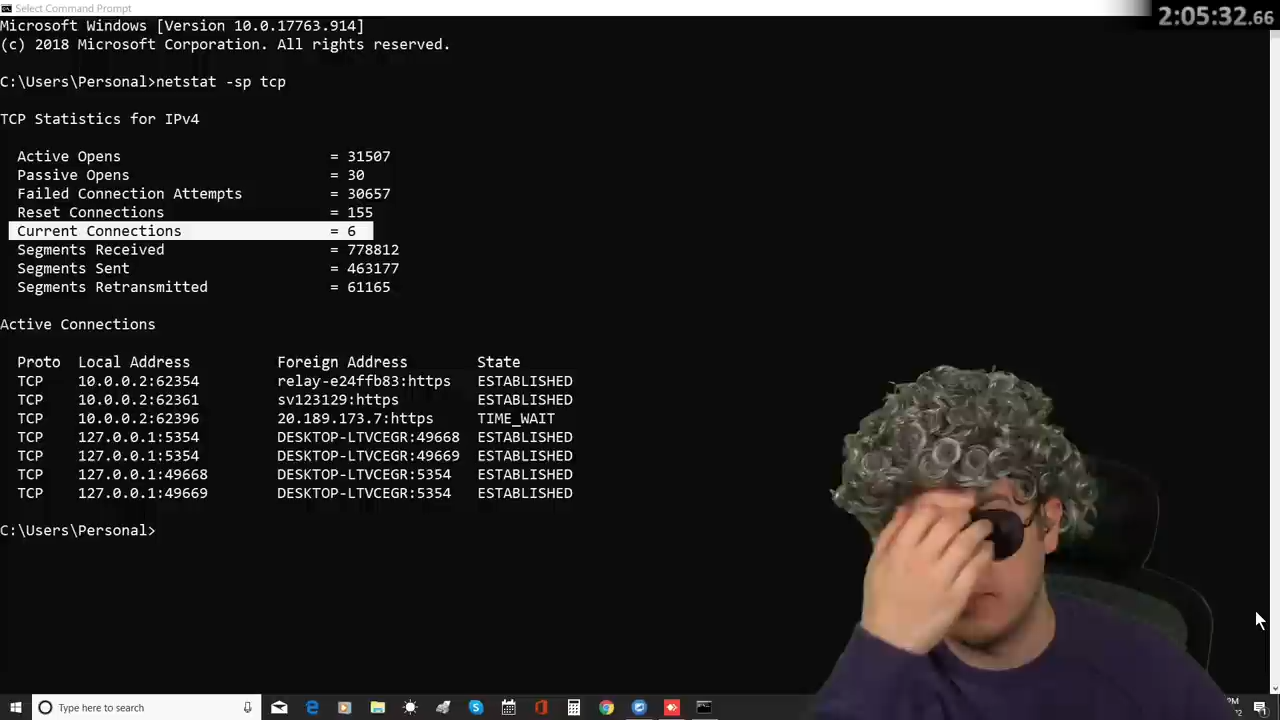 Select Command Prompt
2:05:32.66
Microsoft Windows [Version 10.0.17763.914]
(c) 2018 Microsoft Corporation. All rights reserved.
C:\Users\Personal>netstat -sp tcp
TCP Statistics for IPv4
Active Opens = 31507
Passive Opens = 30
Failed Connection Attempts = 30657
Reset Connections = 155
Current Connections = 6
Segments Received = 778812
Segments Sent = 463177
Segments Retransmitted = 61165
Active Connections
Proto Local Address Foreign Address State
TCP 10.0.0.2:62354 relay-e24ffb83:https ESTABLISHED
TCP 10.0.0.2:62361 sv123129:https ESTABLISHED
TCP 10.0.0.2:62396 20.189.173.7:https TIME_WAIT
TCP 127.0.0.1:5354 DESKTOP-LTVCEGR:49668 ESTABLISHED
TCP 127.0.0.1:5354 DESKTOP-LTVCEGR:49669 ESTABLISHED
TCP 127.0.0.1:49668 DESKTOP-LTVCEGR:5354 ESTABLISHED
TCP 127.0.0.1:49669 DESKTOP-LTVCEGR:5354 ESTABLISHED
C:\Users\Personal>
Type here to search